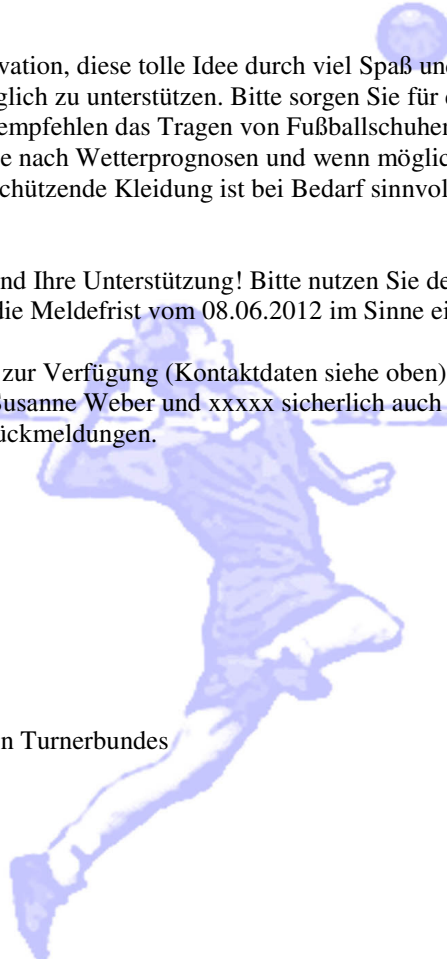 vation, diese tolle Idee durch viel Spaß und
glich zu unterstützen. Bitte sorgen Sie für
empfehlen das Tragen von Fußballschuhen
e nach Wetterprognosen und wenn möglic
chützende Kleidung ist bei Bedarf sinnvol
nd Ihre Unterstützung! Bitte nutzen Sie de
die Meldefrist vom 08.06.2012 im Sinne ei
zur Verfügung (Kontaktdaten siehe oben)
Susanne Weber und xxxxx sicherlich auch
ückmeldungen.
n Turnerbundes